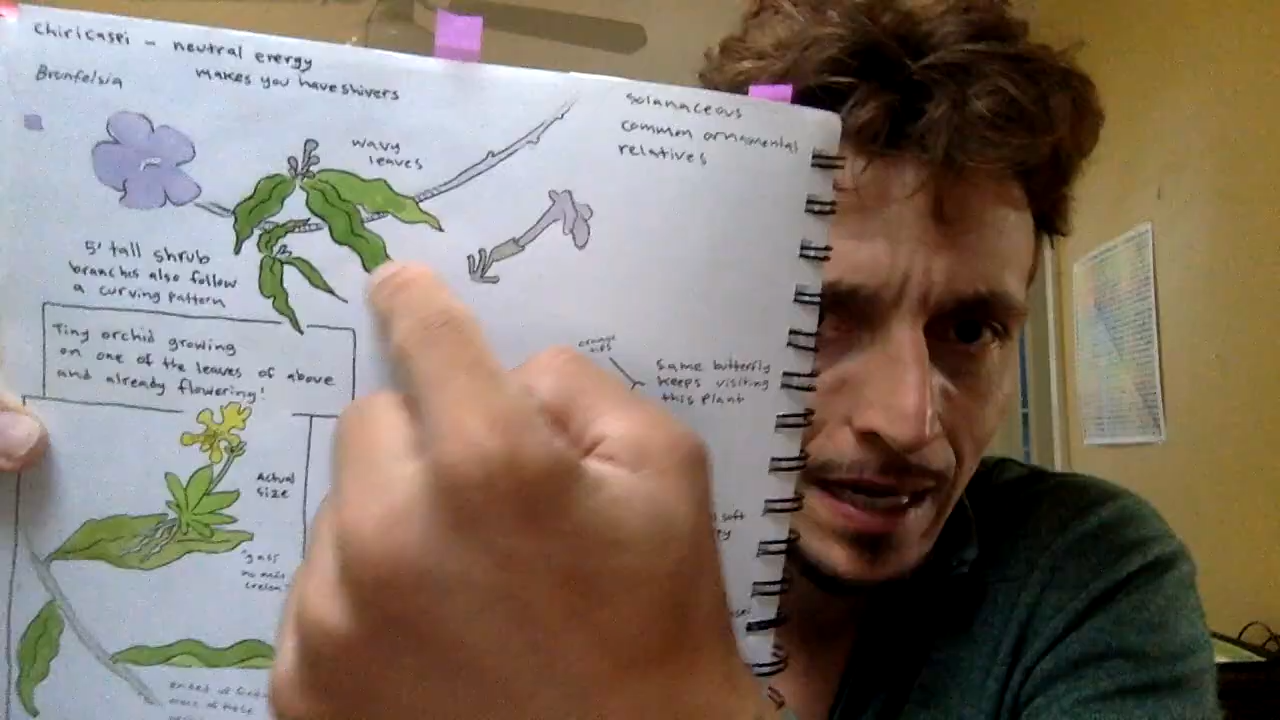 Chiricaspi - neutral energy
makes you have shivers
Brunfelsia
solanaceous
common ornamental
relatives
wavy
leaves
5' tall shrub
branches also follow
a curving pattern
Tiny orchid growing
on one of the leaves of above
and already flowering!
orange
Same butterfly
keeps visiting
this plant
Actual
size
soft